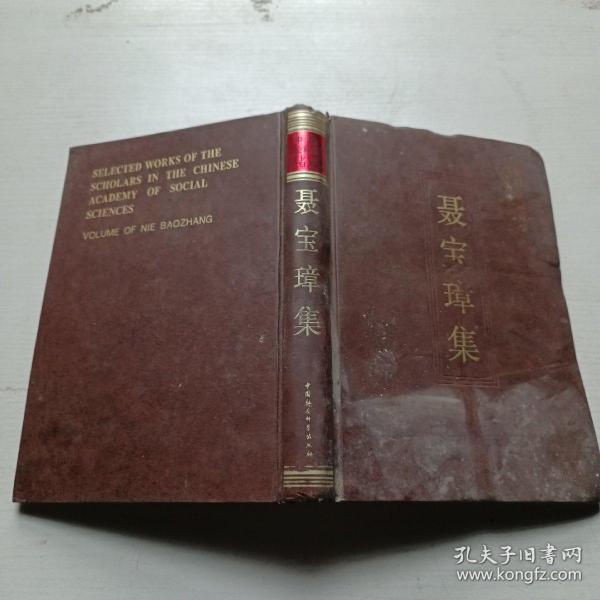 SELECTED WORKS OF THE
SCHOLARS IN THE CHINESE
ACADEMY OF SOCIAL
SCIENCES
VOLUME OF NIE BAOZHANG
聂宝璋集
中国社会科学出版社
聂宝璋集
孔夫子旧书网
www.kongfz.com